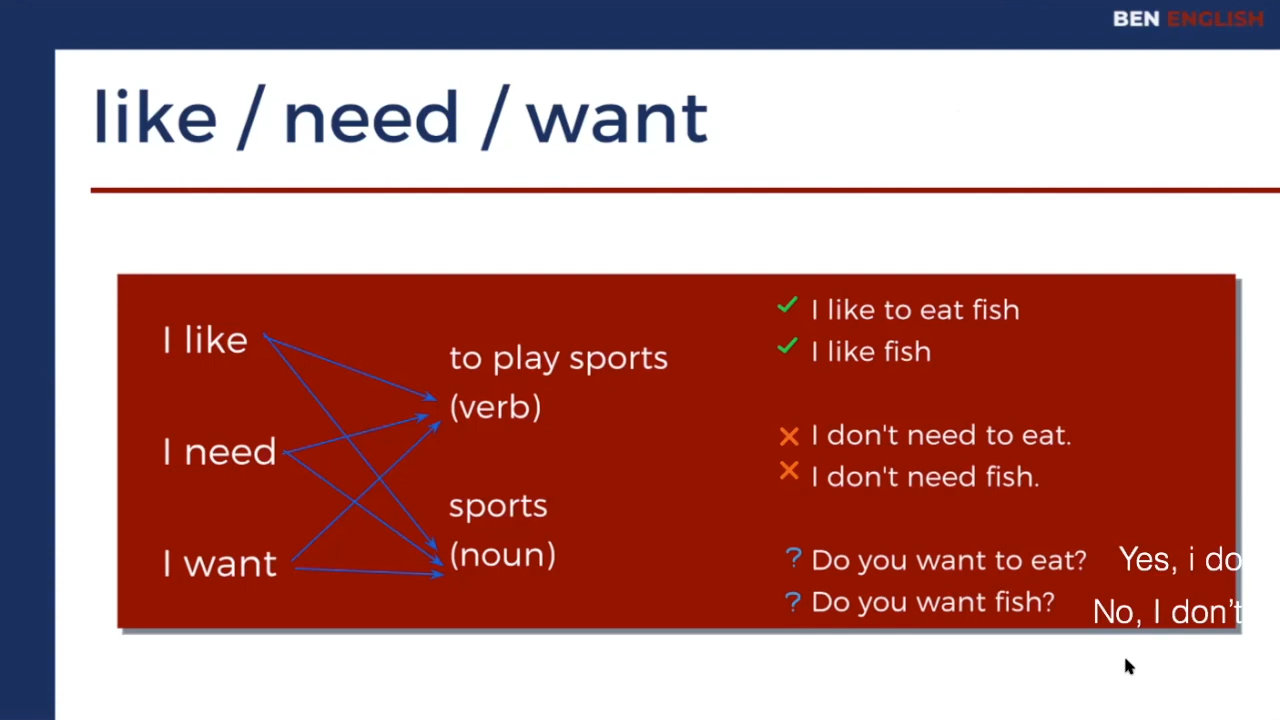 BEN ENGLISH
like / need / want
I like
to play sports
(verb)
I need
sports
(noun)
I want
I like to eat fish
I like fish
I don't need to eat.
I don't need fish.
? Do you want to eat? Yes, i do
? Do you want fish? No, I don't